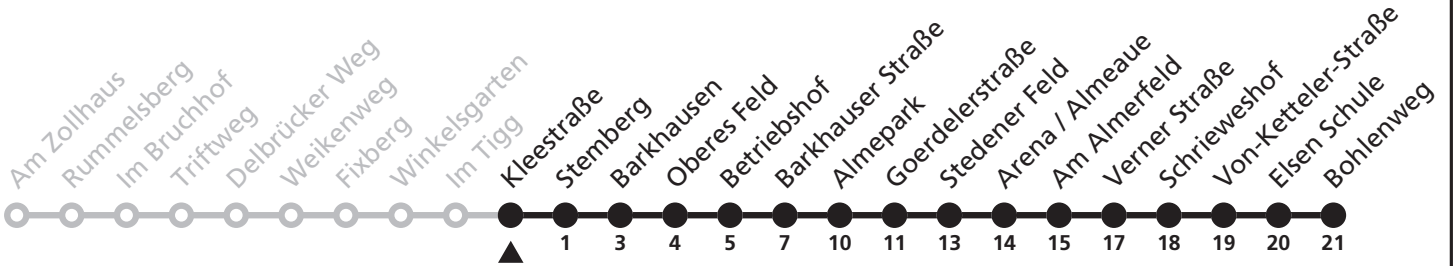 Am Zollhaus
Rummelsberg
Im Bruchhof
Triftweg
Delbrücker Weg
Weikenweg
Fixberg
Winkelsgarten
Im Tigg
Kleestraße
Stemberg
Barkhausen
Oberes Feld
Betriebshof
Barkhauser Straße
Almepark
Goerdelerstraße
Stedener Feld
Arena / Almeaue
Am Almerfeld
Verner Straße
Schrieweshof
Von-Ketteler-Straße
Elsen Schule
Bohlenweg
1 3 4 5 7 10 11 13 14 15 17 18 19 20 21